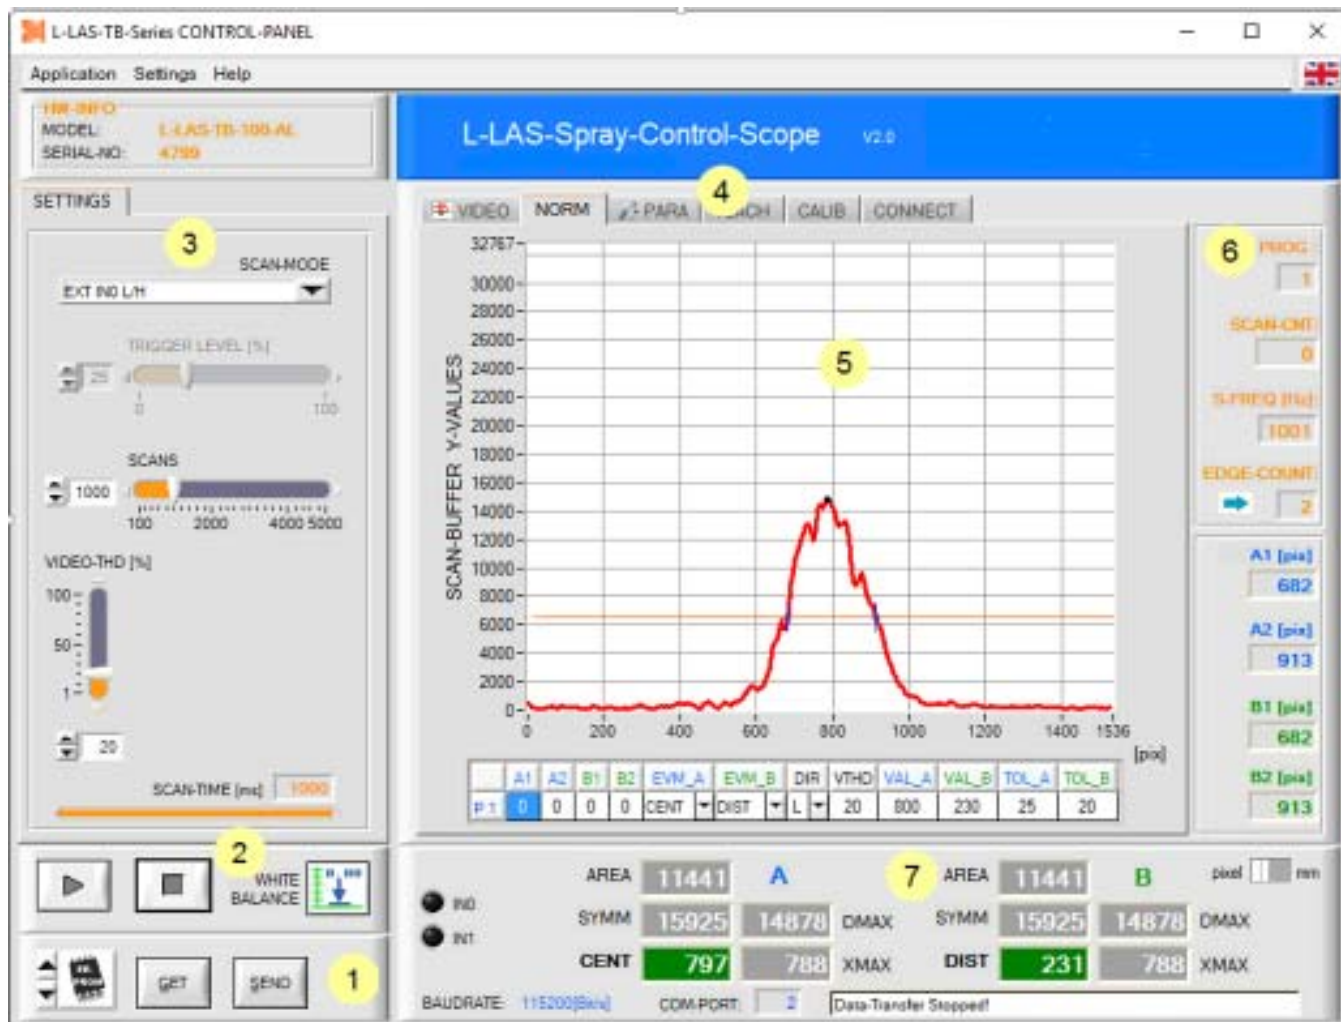 L-LAS-TB-Series CONTROL-PANEL
Application Settings Help
HW-INFO
MODEL: L-LAS-TB-100-AL
SERIAL-NO: 4799
L-LAS-Spray-Control-Scope V2.0
SETTINGS
3
SCAN-MODE
EXT IN0 L/H
TRIGGER LEVEL [%]
25
0 100
SCANS
1000
100 2000 4000 5000
VIDEO-THD [%]
100
50
1
20
SCAN-TIME [ms] 1000
4
VIDEO NORM PARA CALIB CONNECT
SCAN-BUFFER Y-VALUES
32767
30000
28000
26000
24000
22000
20000
18000
16000
14000
12000
10000
8000
6000
4000
2000
0
5
0 200 400 600 800 1000 1200 1400 1536
[pix]
A1 A2 B1 B2 EVM_A EVM_B DIR VTHD VAL_A VAL_B TOL_A TOL_B
P 1 0 0 0 0 CENT DIST L 20 800 230 25 20
6
PROG
1
SCAN-CNT
0
S-FREQ [Hz]
1001
EDGE-COUNT
2
A1 [pix]
682
A2 [pix]
913
B1 [pix]
682
B2 [pix]
913
2
WHITE
BALANCE
GET SEND 1
IN0
IN1
AREA 11441 A
SYMM 15925 14878 DMAX
CENT 797 788 XMAX
7
AREA 11441 B pixel mm
SYMM 15925 14878 DMAX
DIST 231 788 XMAX
BAUDRATE: 115200[Bit/s] COM-PORT: 2 Data-Transfer Stopped!